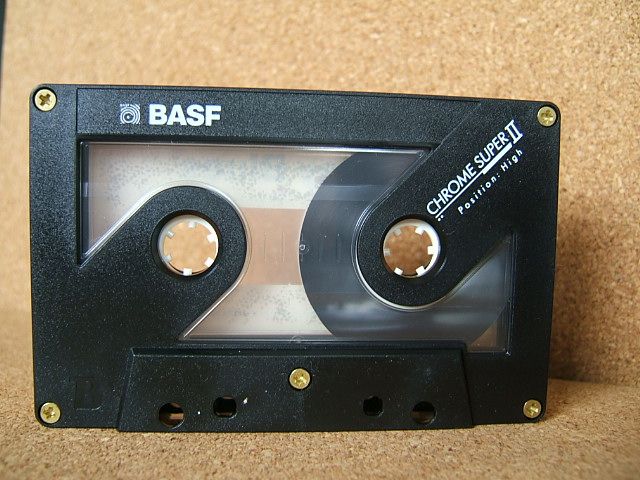 BASF
CHROME SUPER II
Position: High
B